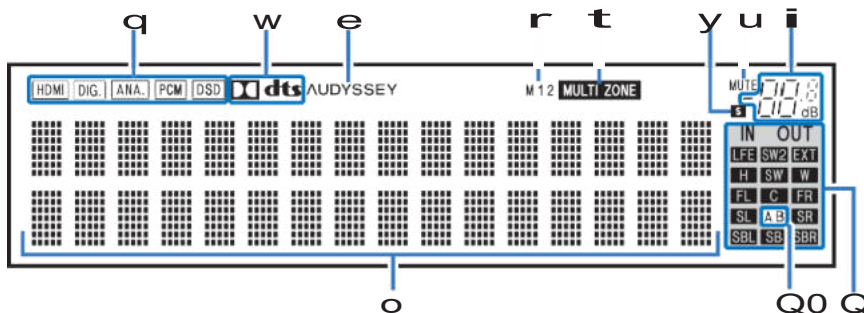 q w e r t y u i
HDMI DIG. ANA. PCM DSD dts AUDYSSEY M 1 2 MULTI ZONE MUTE
S dB
IN OUT
LFE SW2 EXT
H SW W
FL C FR
SL A B SR
SBL SB SBR
o Q0 Q